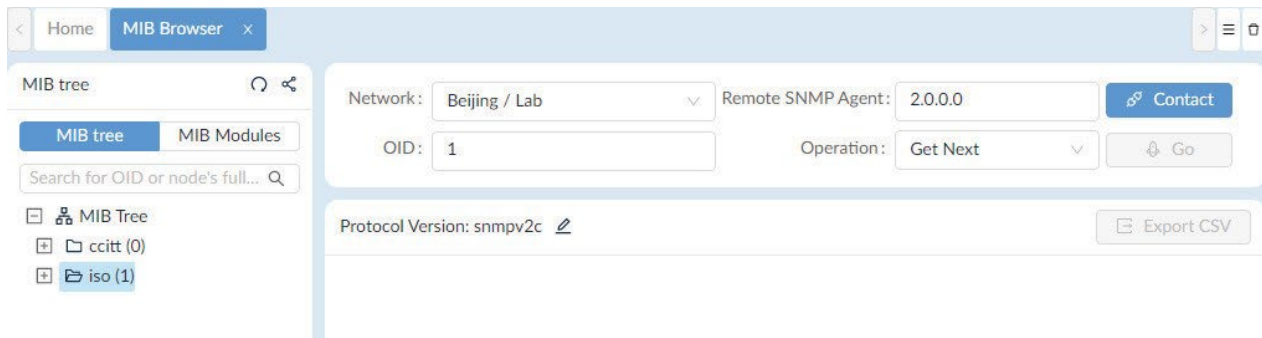 Home MIB Browser x
MIB tree
MIB tree MIB Modules
Search for OID or node's full...
MIB Tree
ccitt (0)
iso (1)
Network: Beijing / Lab Remote SNMP Agent: 2.0.0.0 Contact
OID: 1 Operation: Get Next Go
Protocol Version: snmpv2c Export CSV